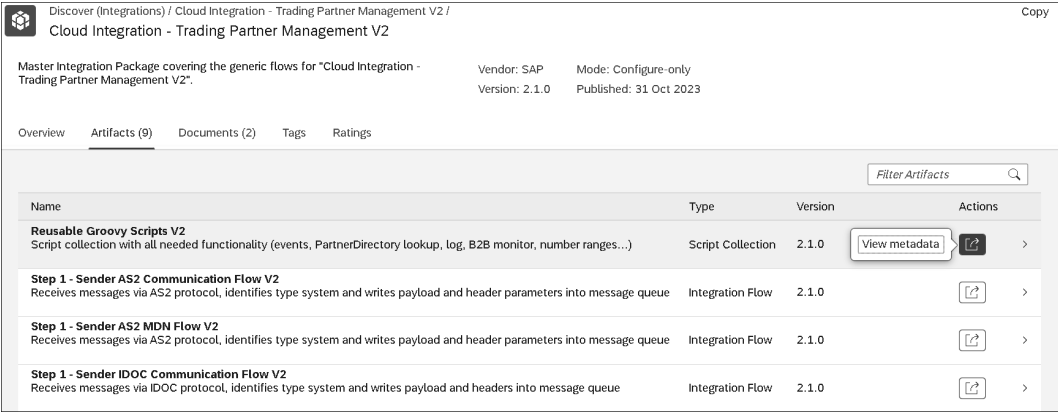 Discover (Integrations) / Cloud Integration - Trading Partner Management V2 /
Copy
Cloud Integration - Trading Partner Management V2
Master Integration Package covering the generic flows for "Cloud Integration -
Trading Partner Management V2".
Vendor: SAP
Mode: Configure-only
Version: 2.1.0
Published: 31 Oct 2023
Overview
Artifacts (9)
Documents (2)
Tags
Ratings
Filter Artifacts
Name
Type
Version
Actions
Reusable Groovy Scripts V2
Script collection with all needed functionality (events, PartnerDirectory lookup, log, B2B monitor, number ranges...)
Script Collection
2.1.0
View metadata
Step 1 - Sender AS2 Communication Flow V2
Receives messages via AS2 protocol, identifies type system and writes payload and header parameters into message queue
Integration Flow
2.1.0
Step 1 - Sender AS2 MDN Flow V2
Receives messages via AS2 protocol, identifies type system and writes payload and header parameters into message queue
Integration Flow
2.1.0
Step 1 - Sender IDOC Communication Flow V2
Receives messages via IDOC protocol, identifies type system and writes payload and headers into message queue
Integration Flow
2.1.0